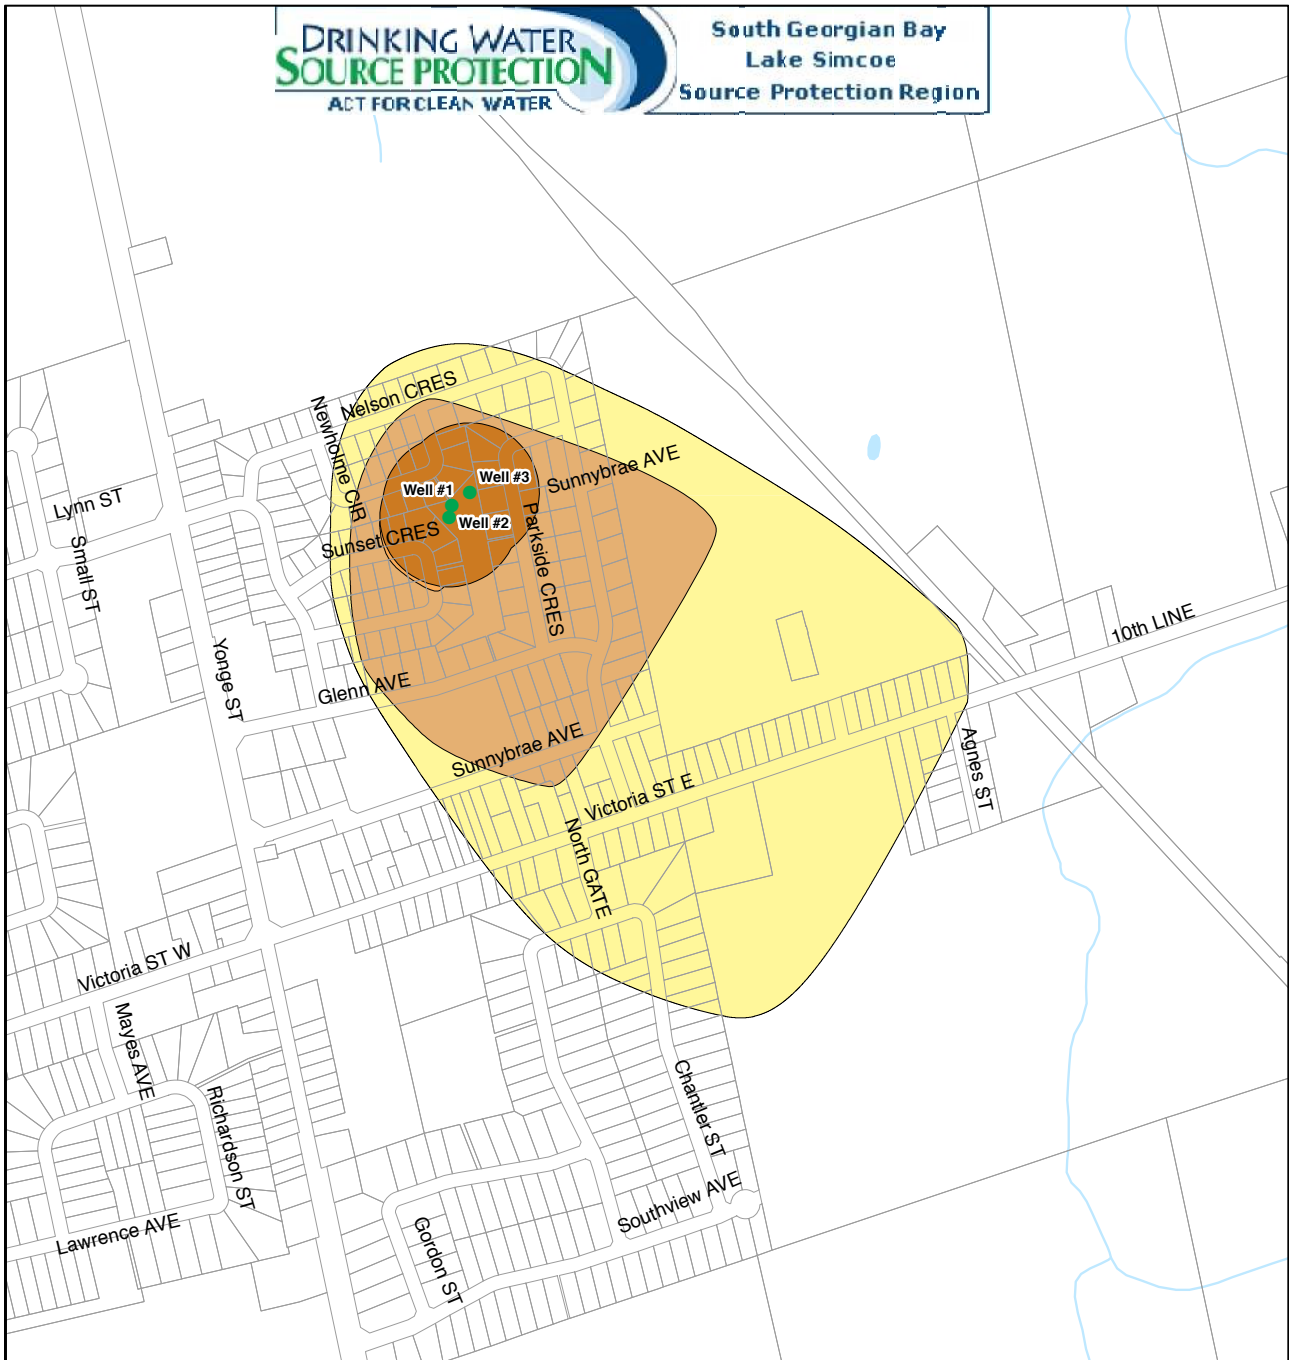 DRINKING WATER
SOURCE PROTECTION
ACT FOR CLEAN WATER
South Georgian Bay
Lake Simcoe
Source Protection Region
Nelson CRES
Newholme CIR
Sunnybrae AVE
Well #3
Well #1
Well #2
Lynn ST
Sunset CRES
Parkside CRES
Small ST
10th LINE
Yonge ST
Glenn AVE
Sunnybrae AVE
Agnes ST
Victoria ST E
North GATE
Victoria ST W
Mayes AVE
Richardson ST
Chantler ST
Southview AVE
Lawrence AVE
Gordon ST